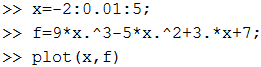 >> x=-2:0.01:5;
>> f=9*x.^3-5*x.^2+3.*x+7;
>> plot(x,f)